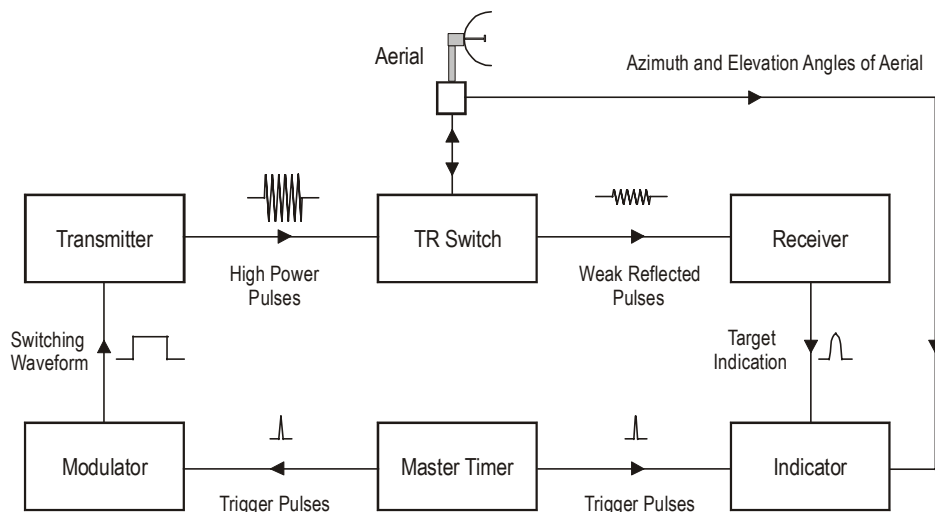 Aerial
Azimuth and Elevation Angles of Aerial
Transmitter
High Power
Pulses
TR Switch
Weak Reflected
Pulses
Receiver
Switching
Waveform
Target
Indication
Modulator
Trigger Pulses
Master Timer
Trigger Pulses
Indicator